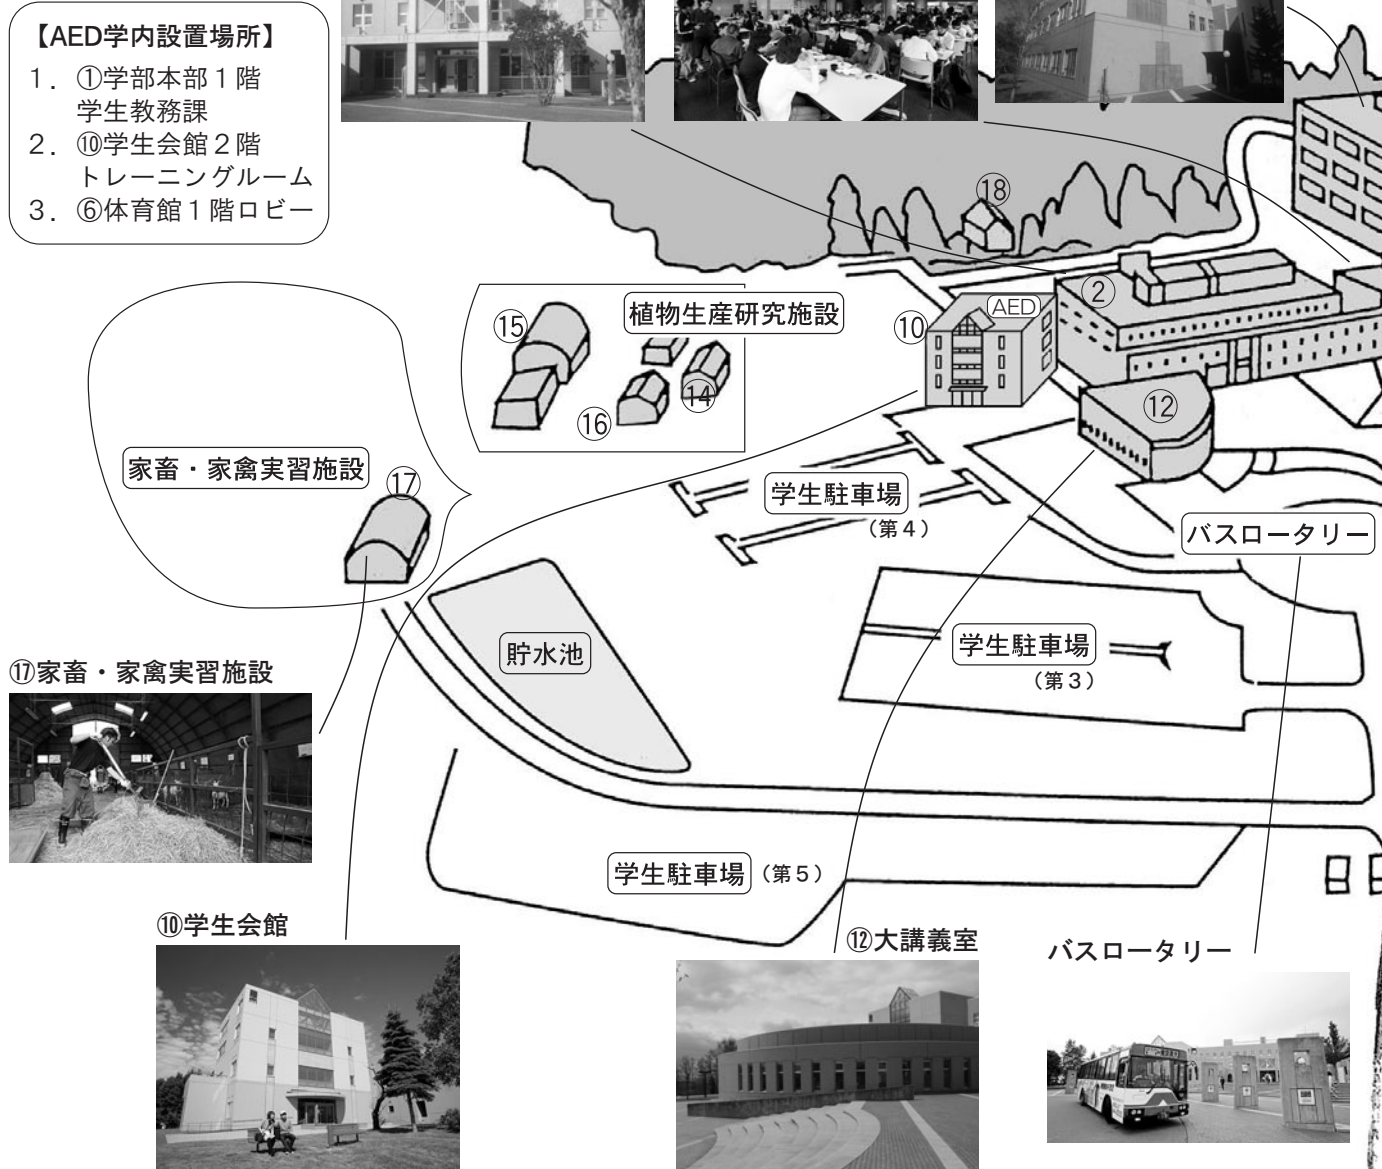 【AED学内設置場所】
1．①学部本部1階
学生教務課
2．⑩学生会館2階
トレーニングルーム
3．⑥体育館1階ロビー
⑱
②
AED
⑩
植物生産研究施設
⑮
⑭
⑯
⑫
家畜・家禽実習施設
⑰
学生駐車場
（第4）
バスロータリー
学生駐車場
（第3）
貯水池
⑰家畜・家禽実習施設
学生駐車場（第5）
⑩学生会館
⑫大講義室
バスロータリー